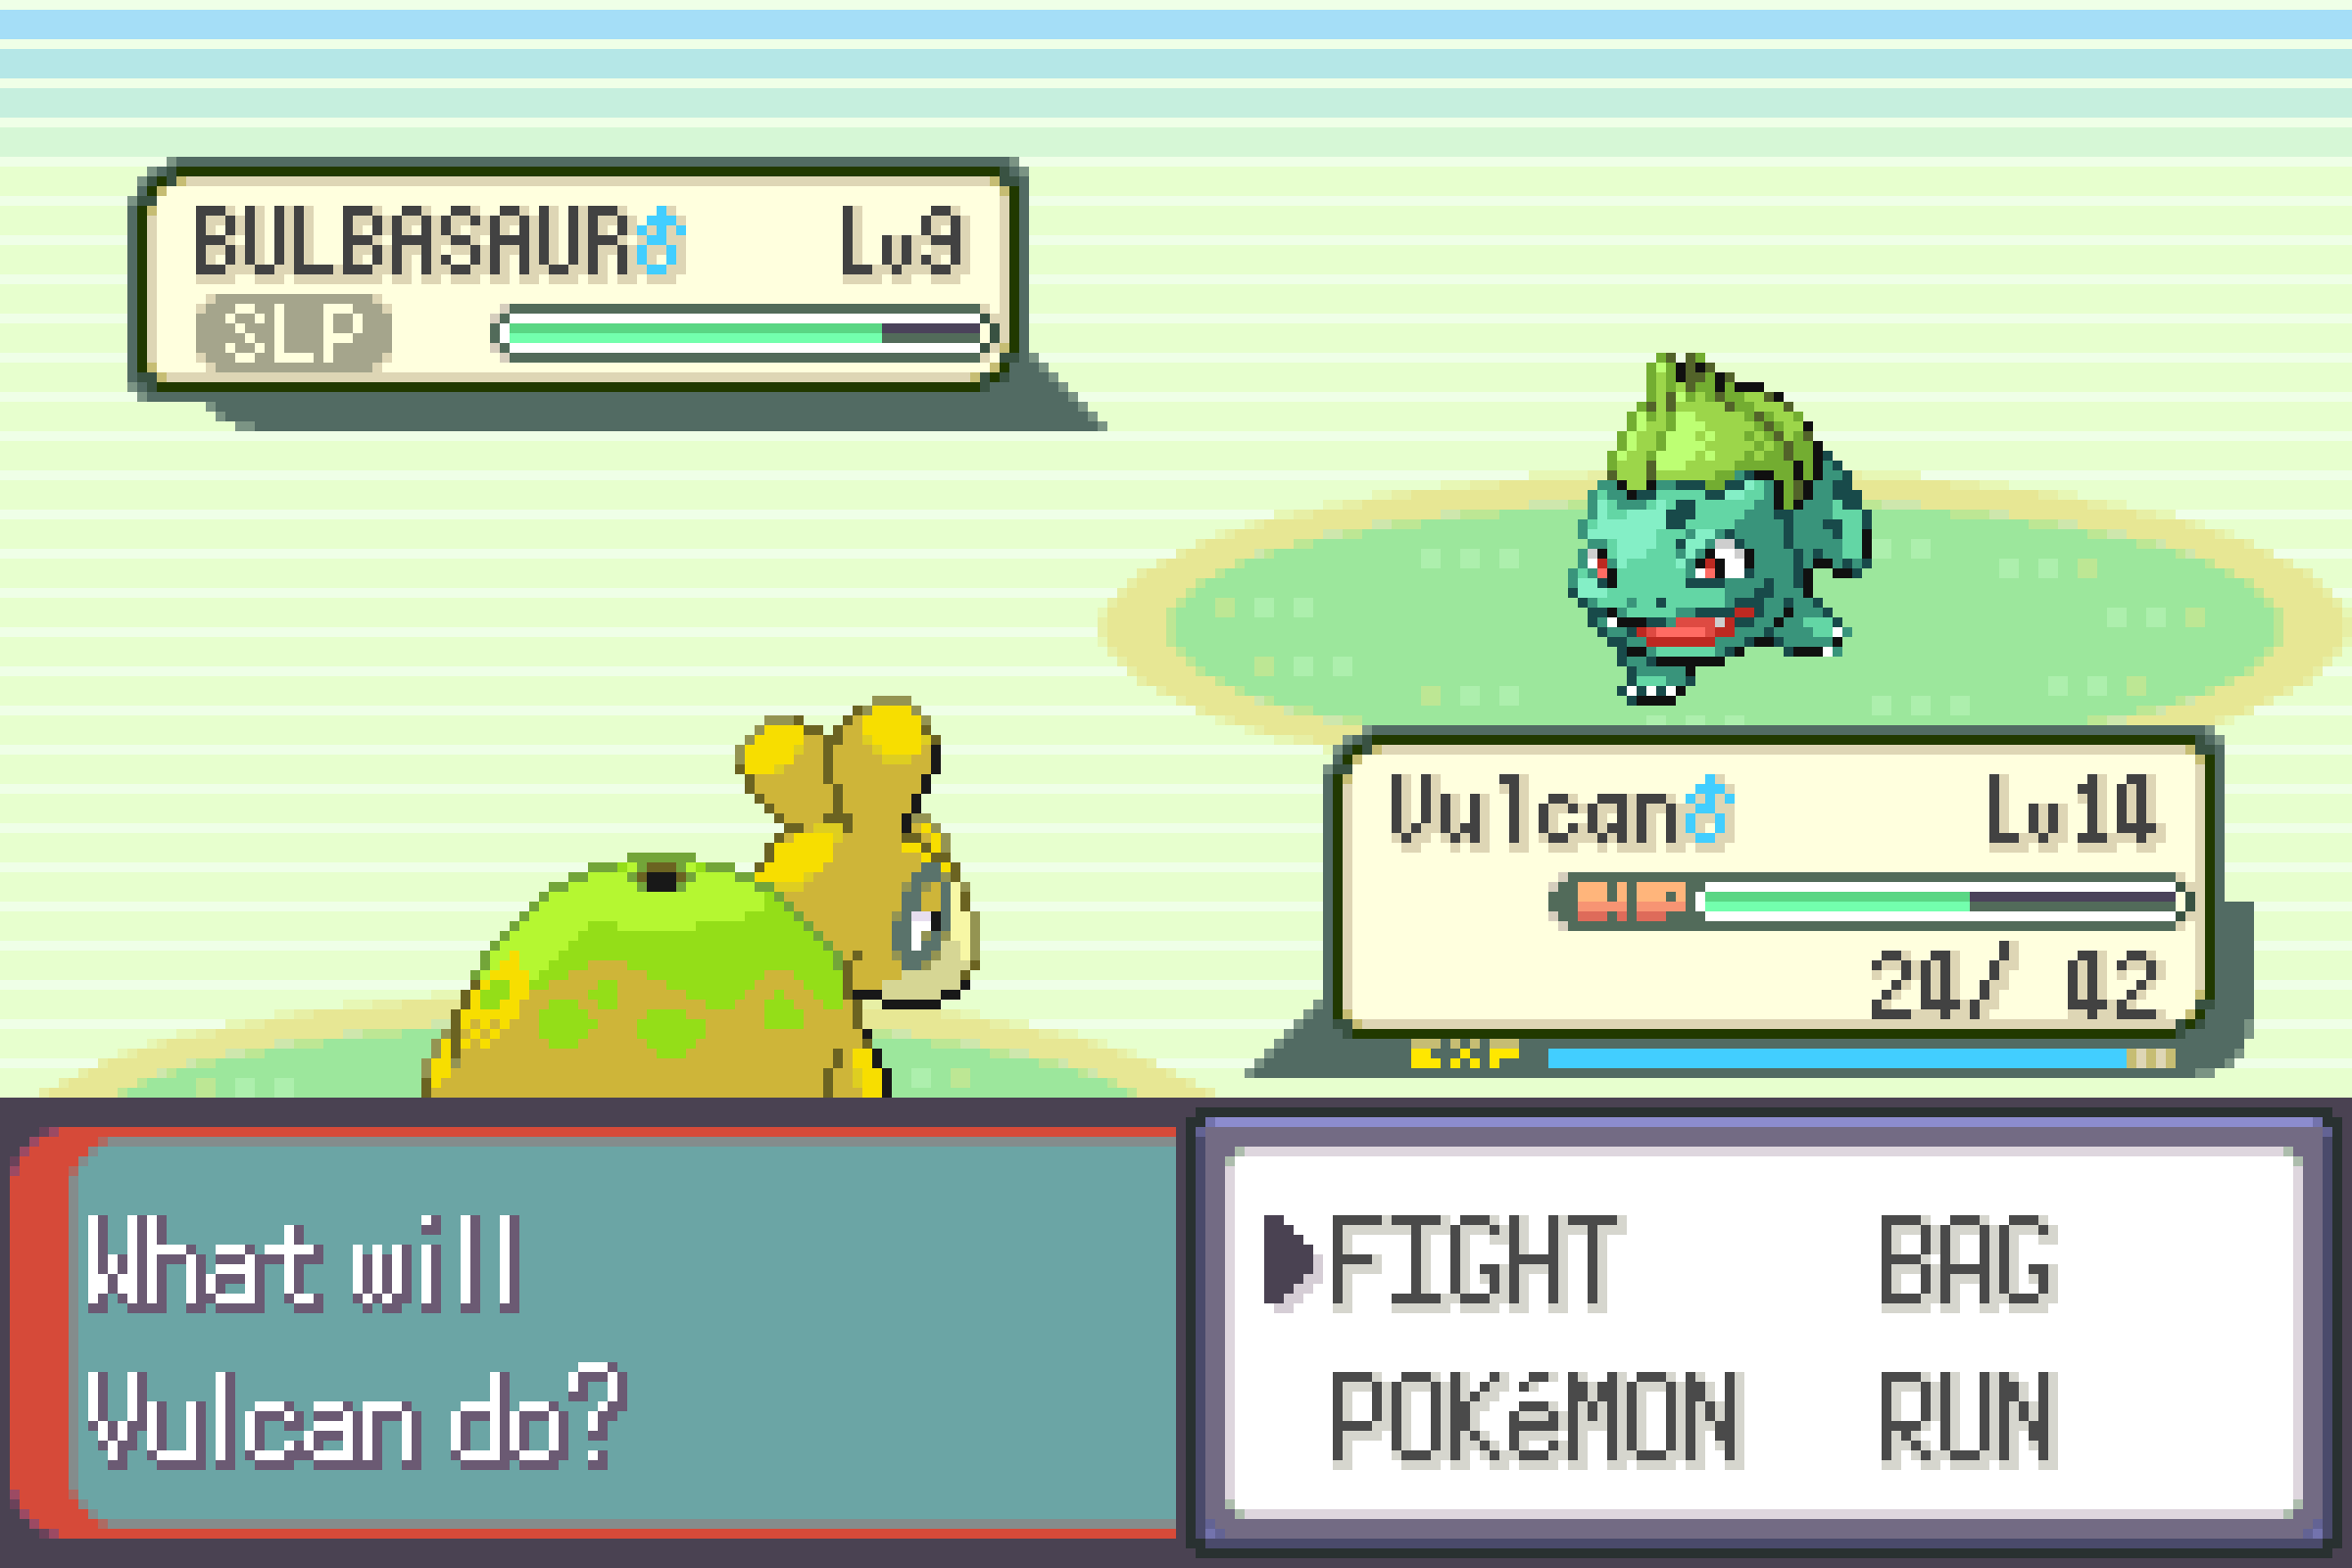 BULBASAUR♂ Lv9
SLP
Vulcan♂ Lv14
HP
24/ 42
EXP
What will
Vulcan do?
▶FIGHT BAG
POKéMON RUN